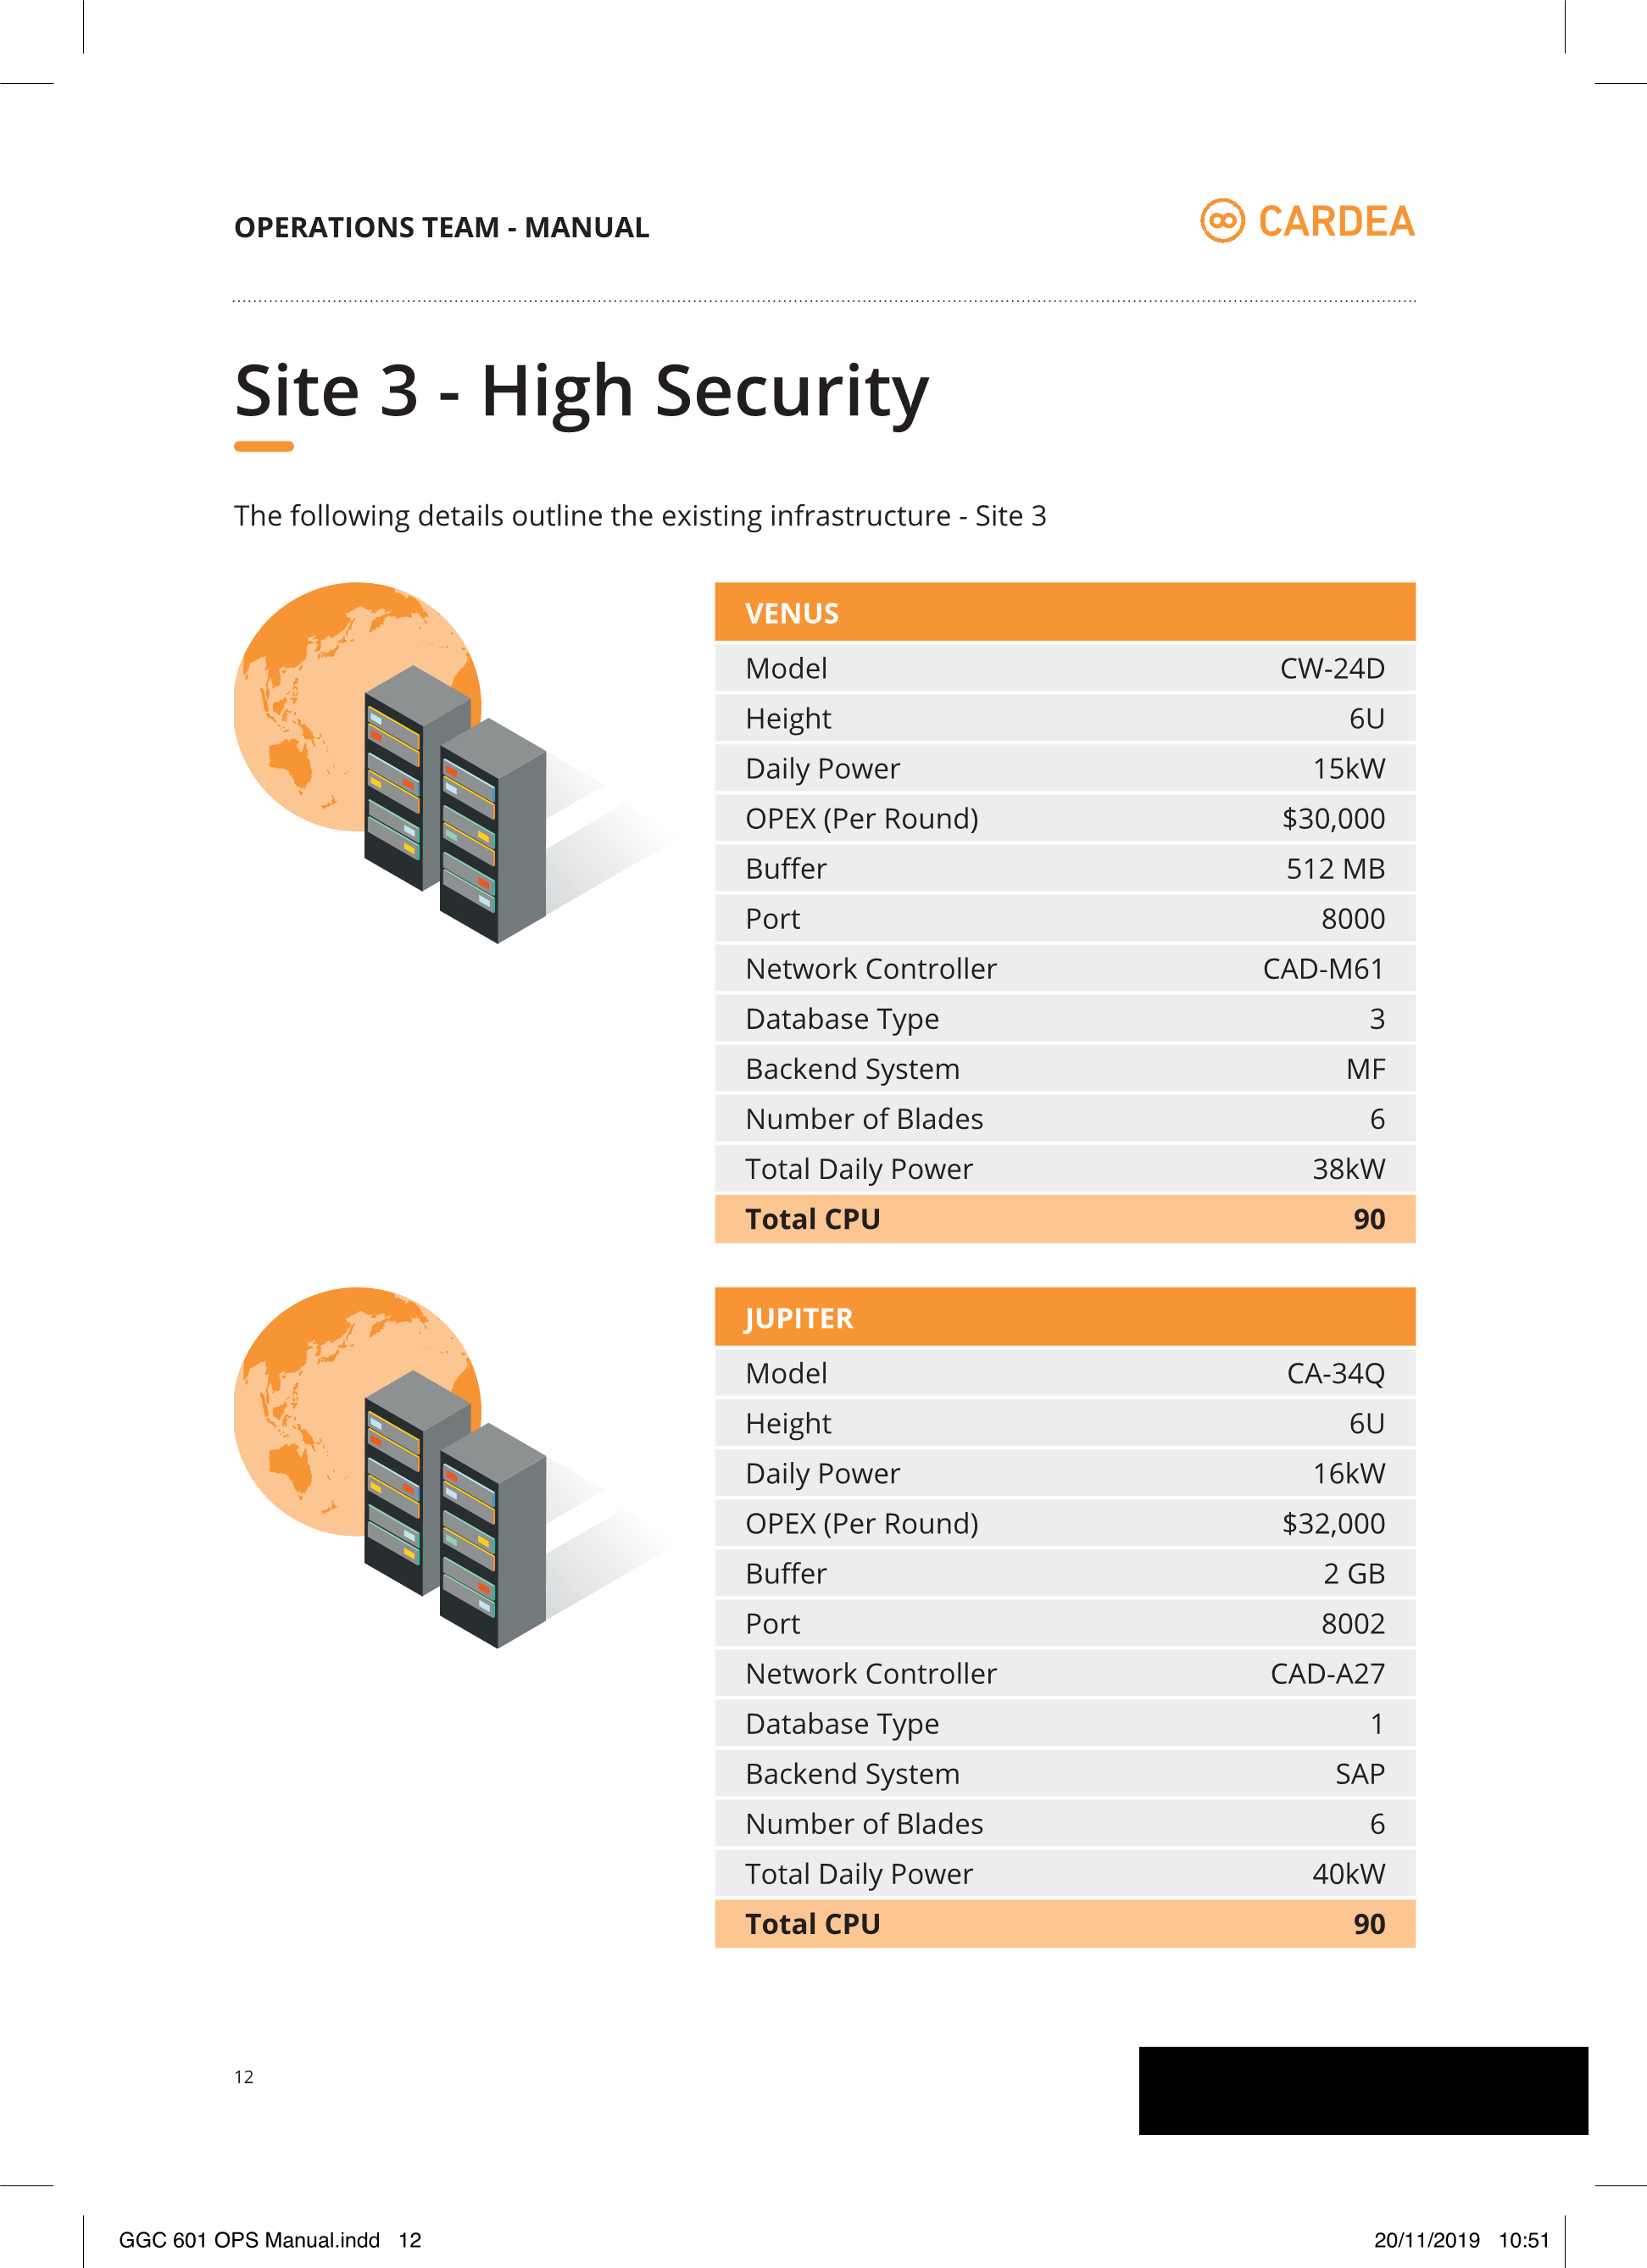 OPERATIONS TEAM - MANUAL
CARDEA
Site 3 - High Security
The following details outline the existing infrastructure - Site 3
VENUS
Model CW-24D
Height 6U
Daily Power 15kW
OPEX (Per Round) $30,000
Buffer 512 MB
Port 8000
Network Controller CAD-M61
Database Type 3
Backend System MF
Number of Blades 6
Total Daily Power 38kW
Total CPU 90
JUPITER
Model CA-34Q
Height 6U
Daily Power 16kW
OPEX (Per Round) $32,000
Buffer 2 GB
Port 8002
Network Controller CAD-A27
Database Type 1
Backend System SAP
Number of Blades 6
Total Daily Power 40kW
Total CPU 90
12
GGC 601 OPS Manual.indd 12
20/11/2019 10:51